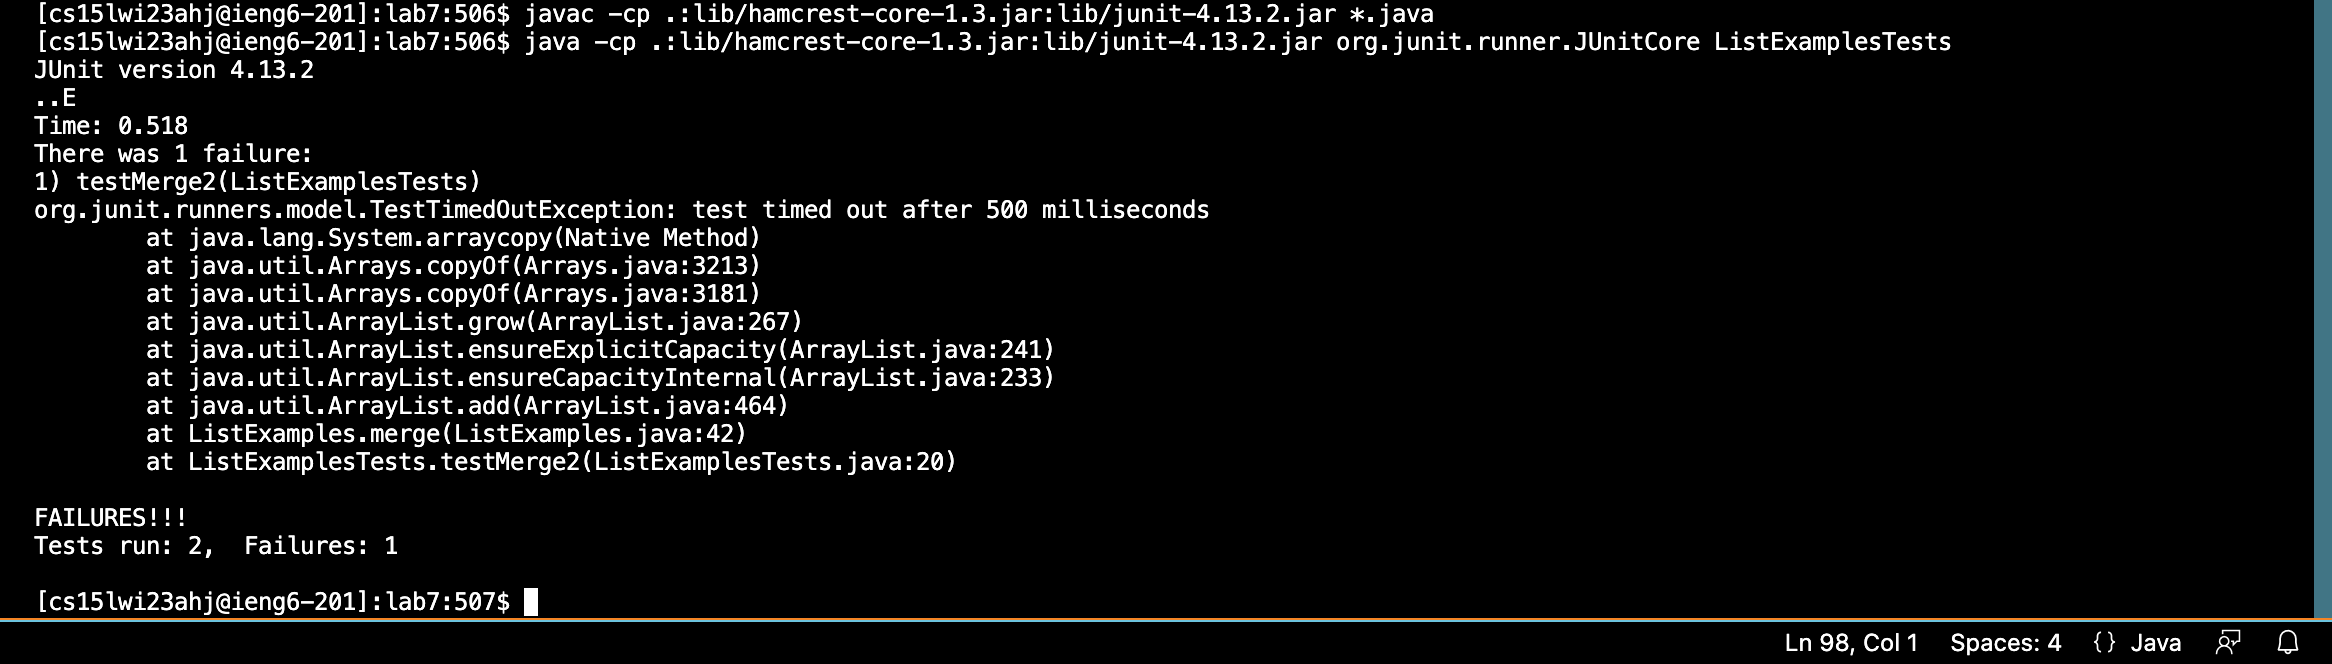 [cs15lwi23ahj@ieng6-201]:lab7:506$ javac -cp .:lib/hamcrest-core-1.3.jar:lib/junit-4.13.2.jar *.java
[cs15lwi23ahj@ieng6-201]:lab7:506$ java -cp .:lib/hamcrest-core-1.3.jar:lib/junit-4.13.2.jar org.junit.runner.JUnitCore ListExamplesTests
JUnit version 4.13.2
..E
Time: 0.518
There was 1 failure:
1) testMerge2(ListExamplesTests)
org.junit.runners.model.TestTimedOutException: test timed out after 500 milliseconds
        at java.lang.System.arraycopy(Native Method)
        at java.util.Arrays.copyOf(Arrays.java:3213)
        at java.util.Arrays.copyOf(Arrays.java:3181)
        at java.util.ArrayList.grow(ArrayList.java:267)
        at java.util.ArrayList.ensureExplicitCapacity(ArrayList.java:241)
        at java.util.ArrayList.ensureCapacityInternal(ArrayList.java:233)
        at java.util.ArrayList.add(ArrayList.java:464)
        at ListExamples.merge(ListExamples.java:42)
        at ListExamplesTests.testMerge2(ListExamplesTests.java:20)
FAILURES!!!
Tests run: 2,  Failures: 1
[cs15lwi23ahj@ieng6-201]:lab7:507$
Ln 98, Col 1 Spaces: 4 {} Java